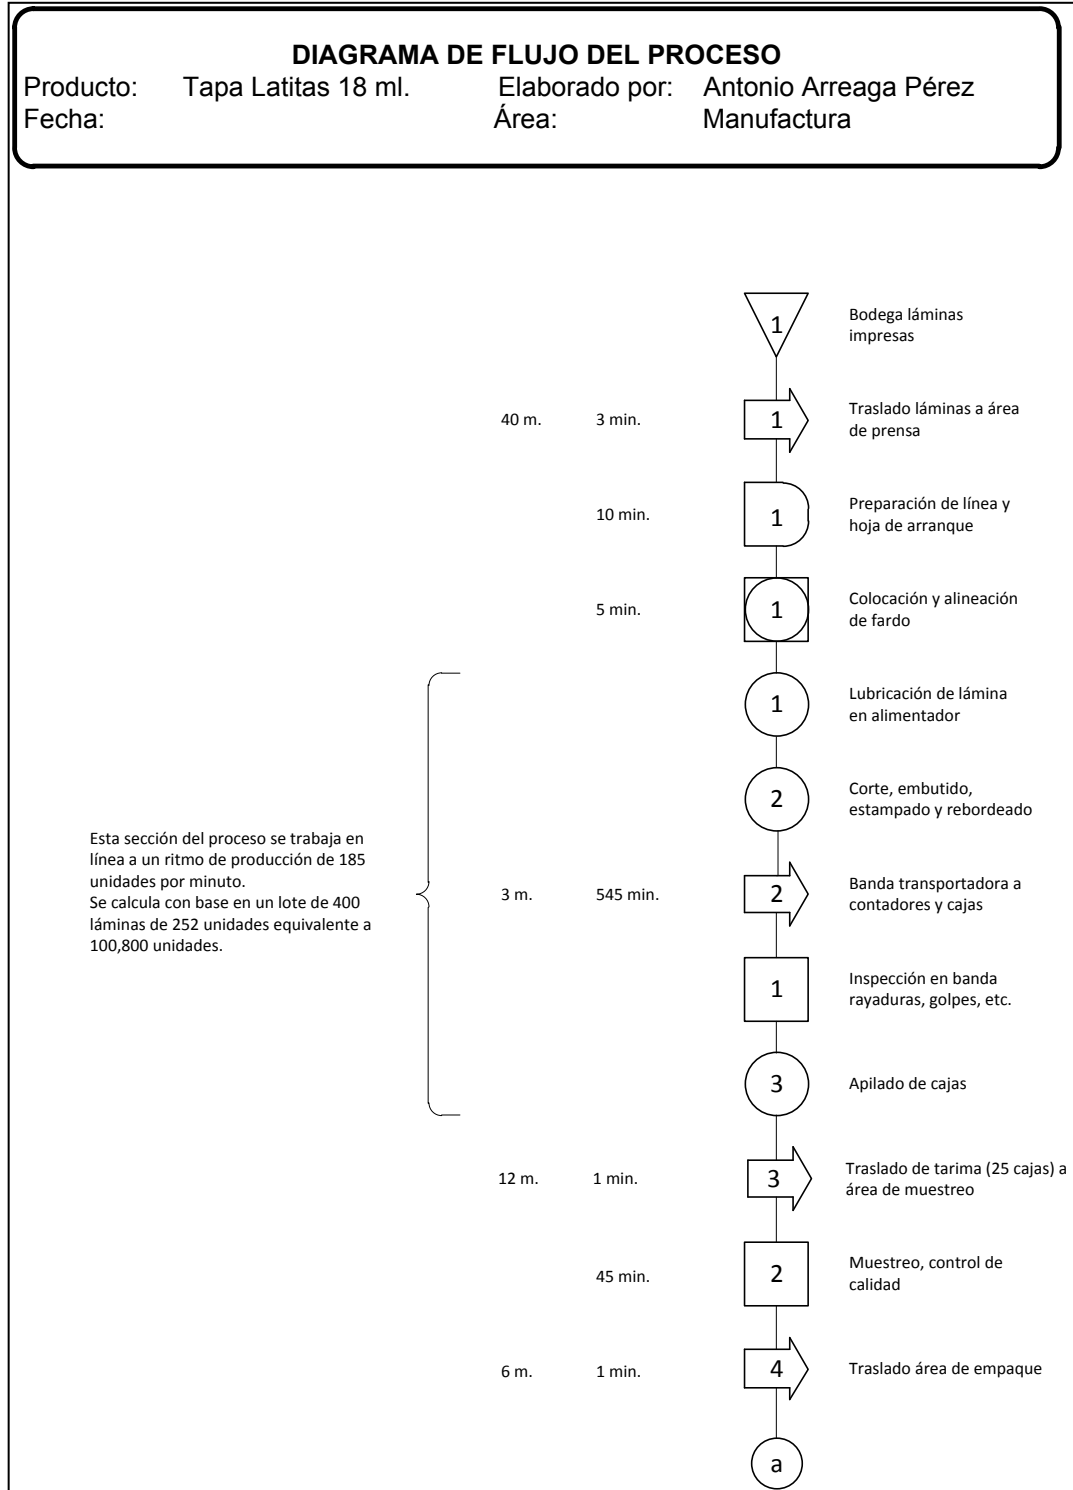 DIAGRAMA DE FLUJO DEL PROCESO
Producto: Tapa Latitas 18 ml. Elaborado por: Antonio Arreaga Pérez
Fecha: Área: Manufactura
1
Bodega láminas
impresas
40 m. 3 min. 1
Traslado láminas a área
de prensa
10 min. 1
Preparación de línea y
hoja de arranque
5 min. 1
Colocación y alineación
de fardo
1
Lubricación de lámina
en alimentador
2
Corte, embutido,
estampado y rebordeado
Esta sección del proceso se trabaja en
línea a un ritmo de producción de 185
unidades por minuto.
Se calcula con base en un lote de 400
láminas de 252 unidades equivalente a
100,800 unidades.
3 m. 545 min. 2
Banda transportadora a
contadores y cajas
1
Inspección en banda
rayaduras, golpes, etc.
3 Apilado de cajas
12 m. 1 min. 3
Traslado de tarima (25 cajas) a
área de muestreo
45 min. 2
Muestreo, control de
calidad
6 m. 1 min. 4 Traslado área de empaque
a